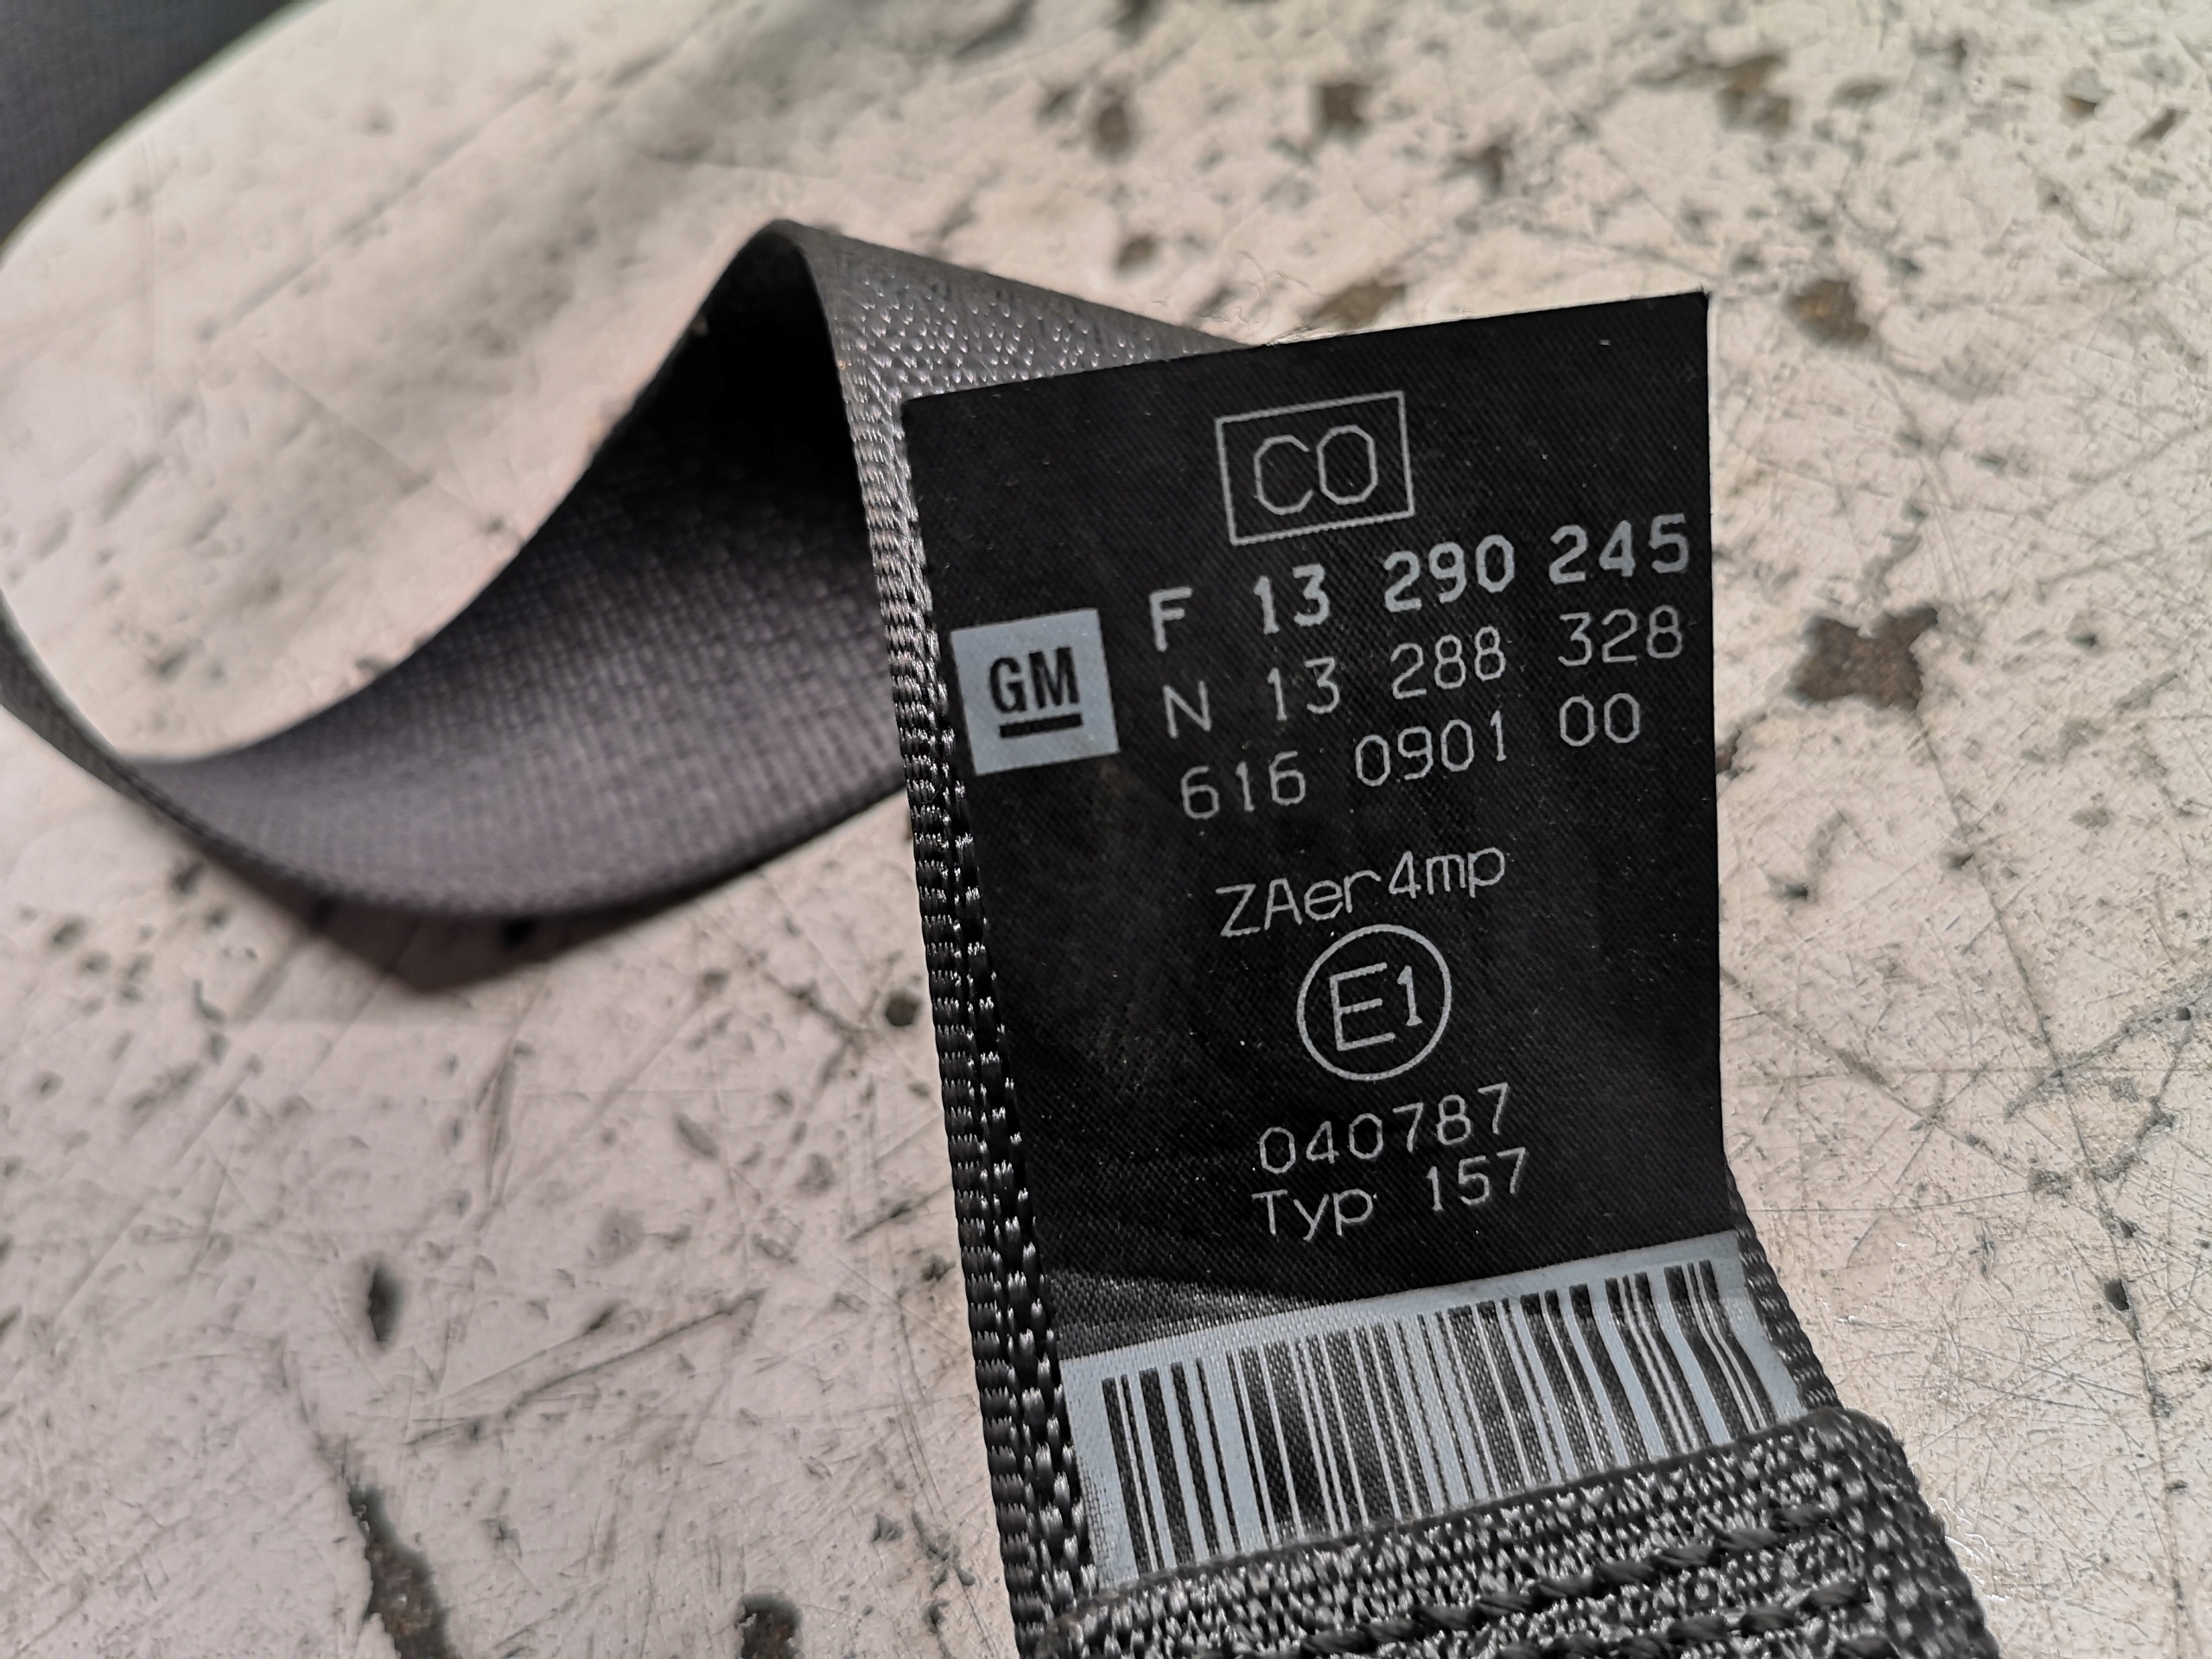 CO
F 13 290 245
GM
N 13 288 328
616 0901 00
ZAer4mp
E1
040787
Typ 157